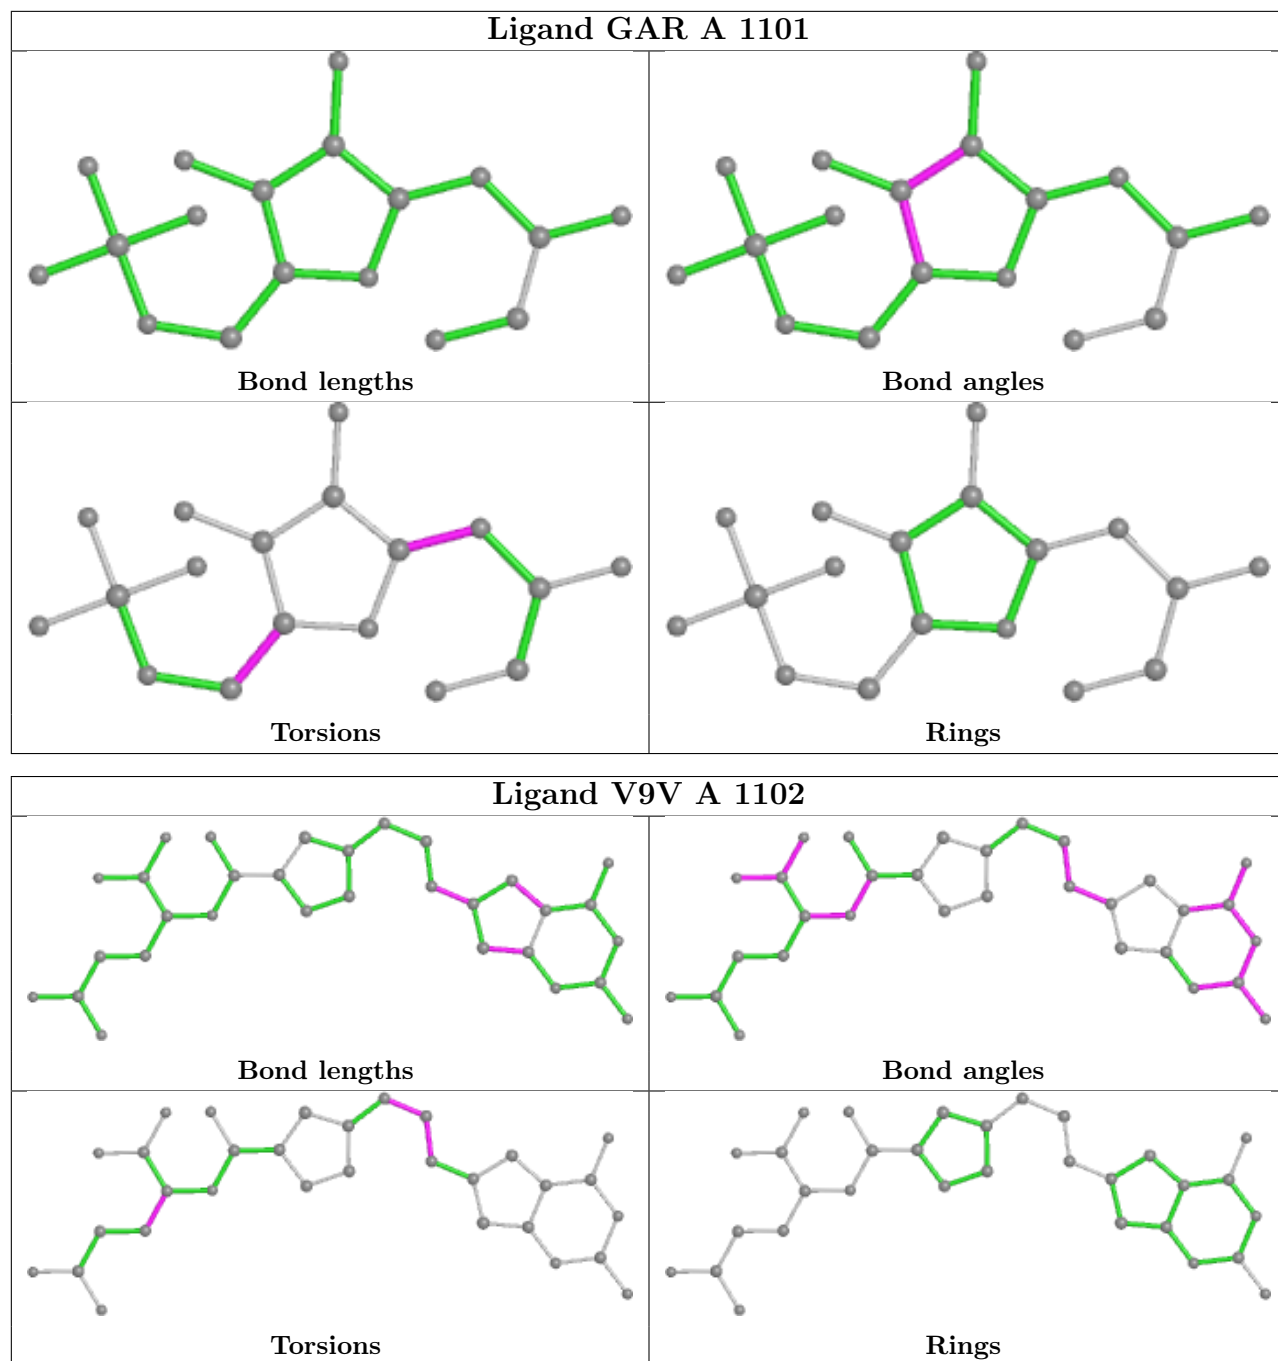 Ligand GAR A 1101
Bond lengths
Bond angles
Torsions
Rings
Ligand V9V A 1102
Bond lengths
Bond angles
Torsions
Rings